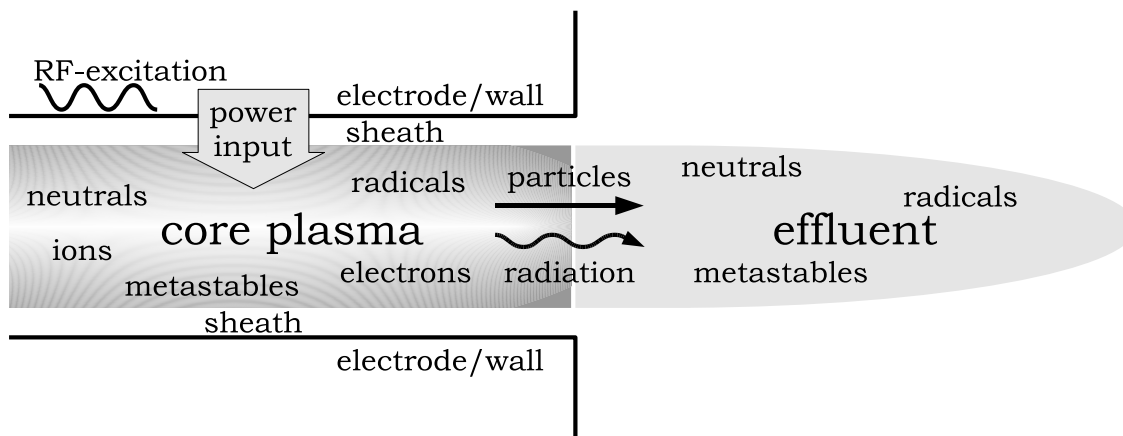 RF-excitation
electrode/wall
power
input
sheath
neutrals
radicals
particles
neutrals
radicals
core plasma
effluent
ions
electrons
radiation
metastables
metastables
sheath
electrode/wall